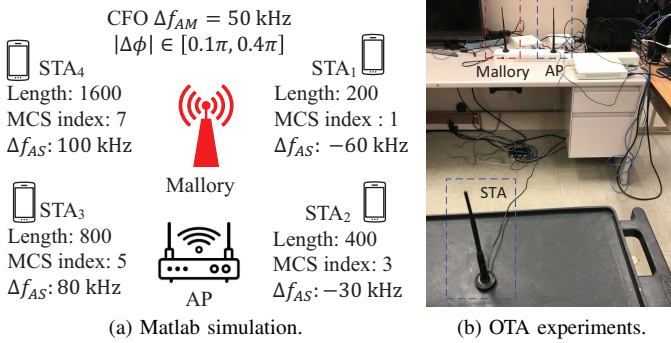 CFO Δf_AM = 50 kHz
|Δϕ| ∈ [0.1π, 0.4π]
STA₄
Length: 1600
MCS index: 7
Δf_AS: 100 kHz
STA₁
Length: 200
MCS index : 1
Δf_AS: −60 kHz
Mallory
STA₃
Length: 800
MCS index: 5
Δf_AS: 80 kHz
STA₂
Length: 400
MCS index: 3
Δf_AS: −30 kHz
AP
(a) Matlab simulation.
Mallory
AP
STA
(b) OTA experiments.